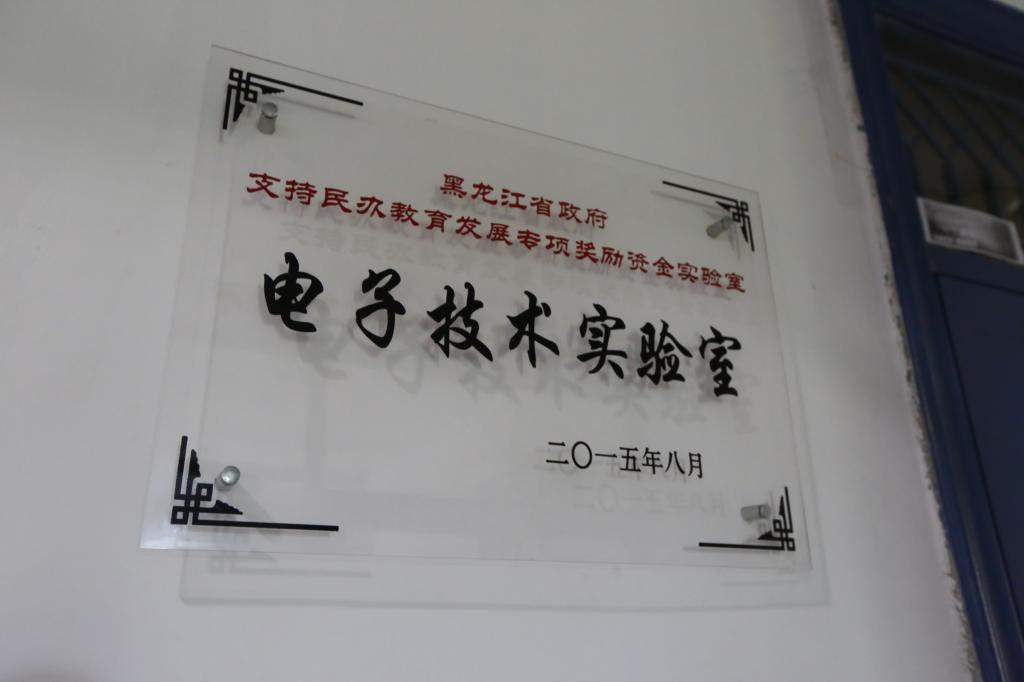 黑龙江省政府
支持民办教育发展专项奖励资金实验室
电子技术实验室
二〇一五年八月